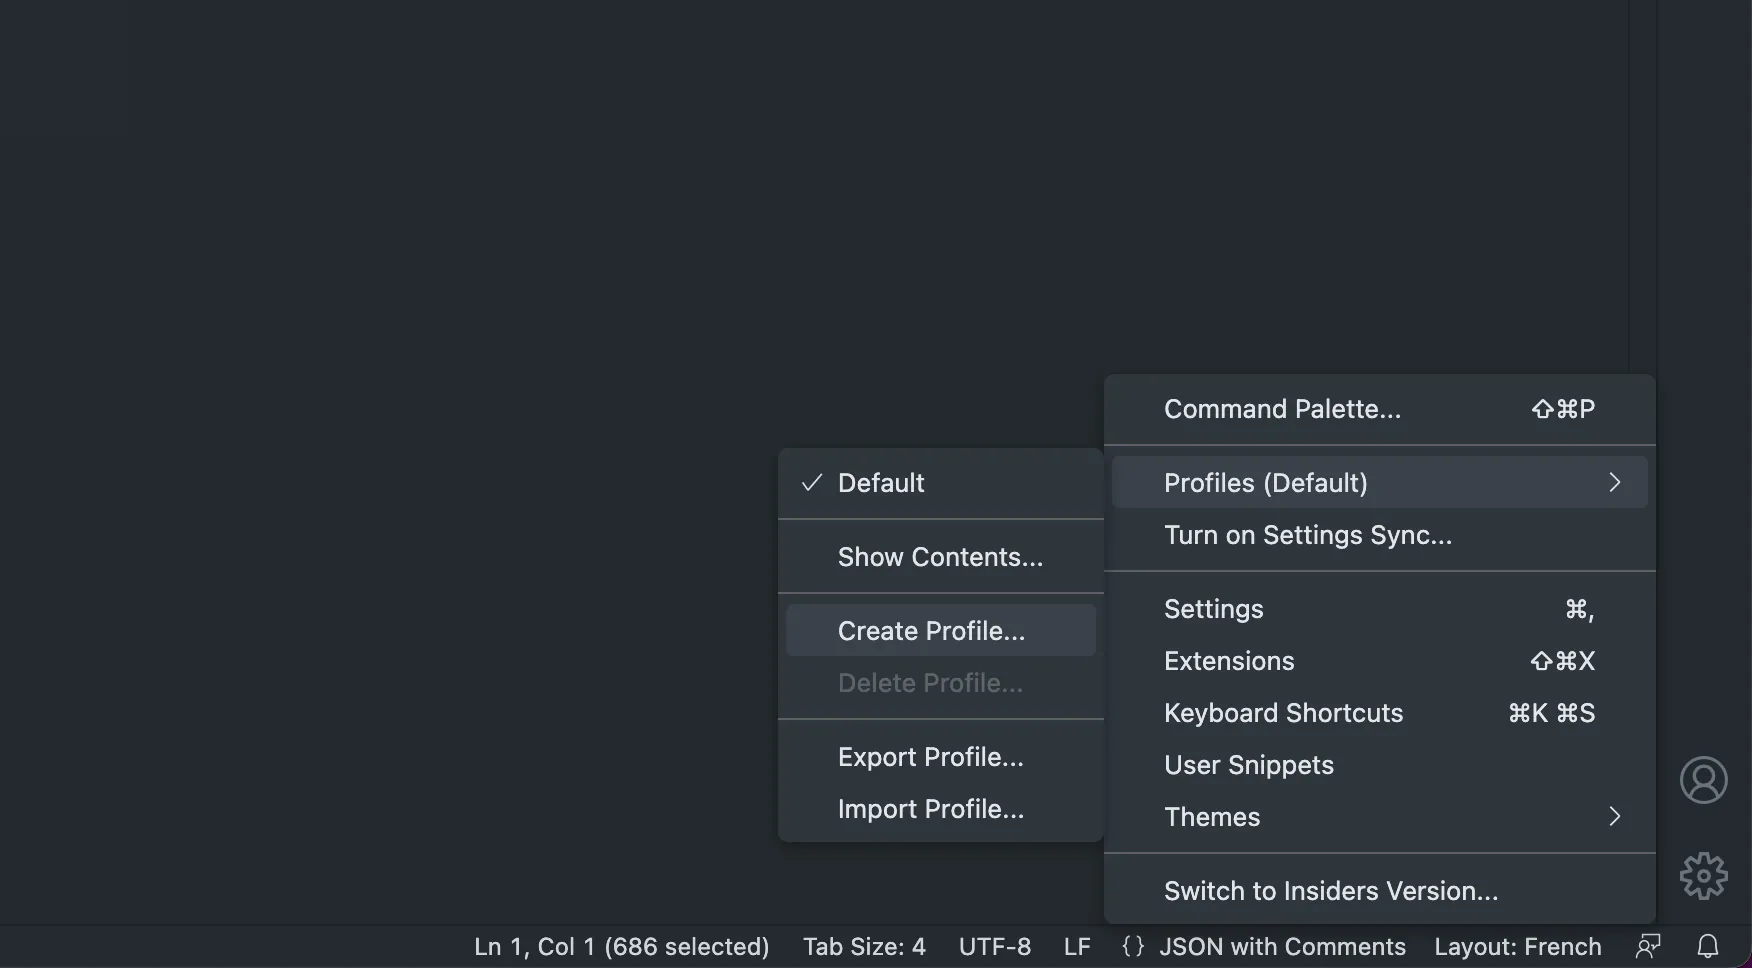 Command Palette... ⇧⌘P
Profiles (Default)
Turn on Settings Sync...
Settings ⌘,
Extensions ⇧⌘X
Keyboard Shortcuts ⌘K ⌘S
User Snippets
Themes
Switch to Insiders Version...
✓ Default
Show Contents...
Create Profile...
Delete Profile...
Export Profile...
Import Profile...
Ln 1, Col 1 (686 selected) Tab Size: 4 UTF-8 LF {} JSON with Comments Layout: French